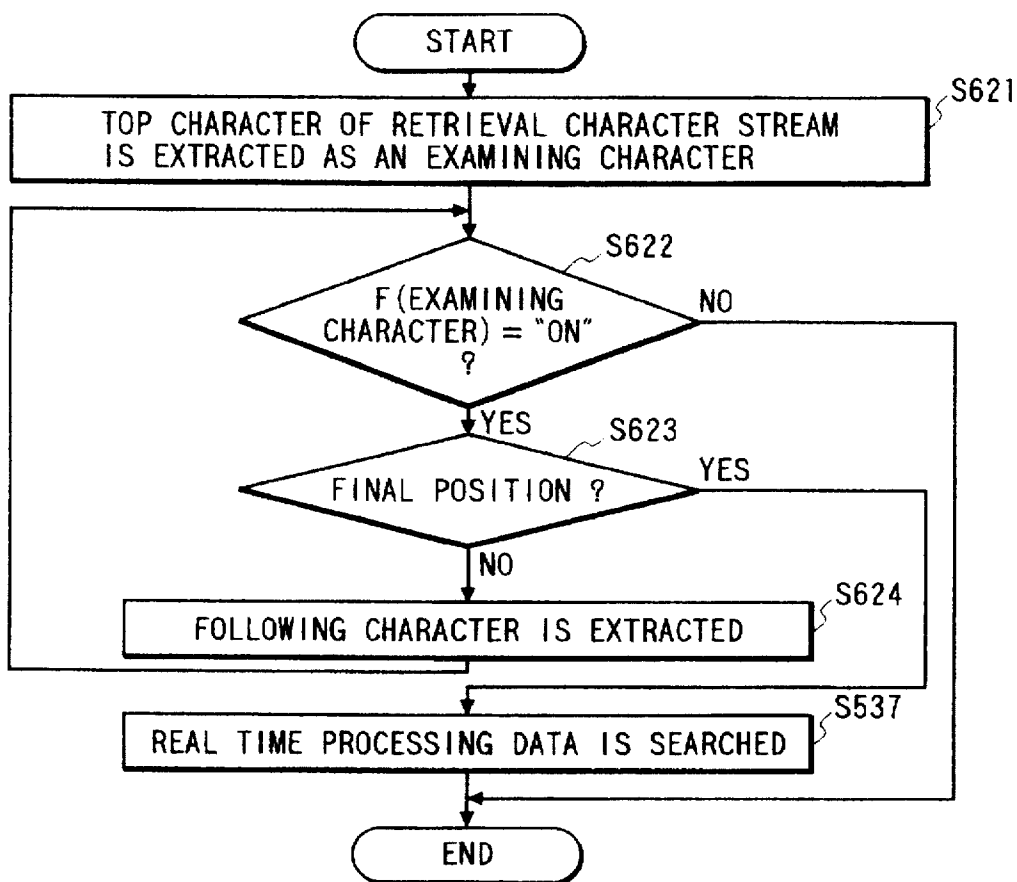 START
S621
TOP CHARACTER OF RETRIEVAL CHARACTER STREAM
IS EXTRACTED AS AN EXAMINING CHARACTER
S622
F(EXAMINING
CHARACTER) = "ON"
?
NO
YES
S623
FINAL POSITION ?
YES
NO
S624
FOLLOWING CHARACTER IS EXTRACTED
S537
REAL TIME PROCESSING DATA IS SEARCHED
END